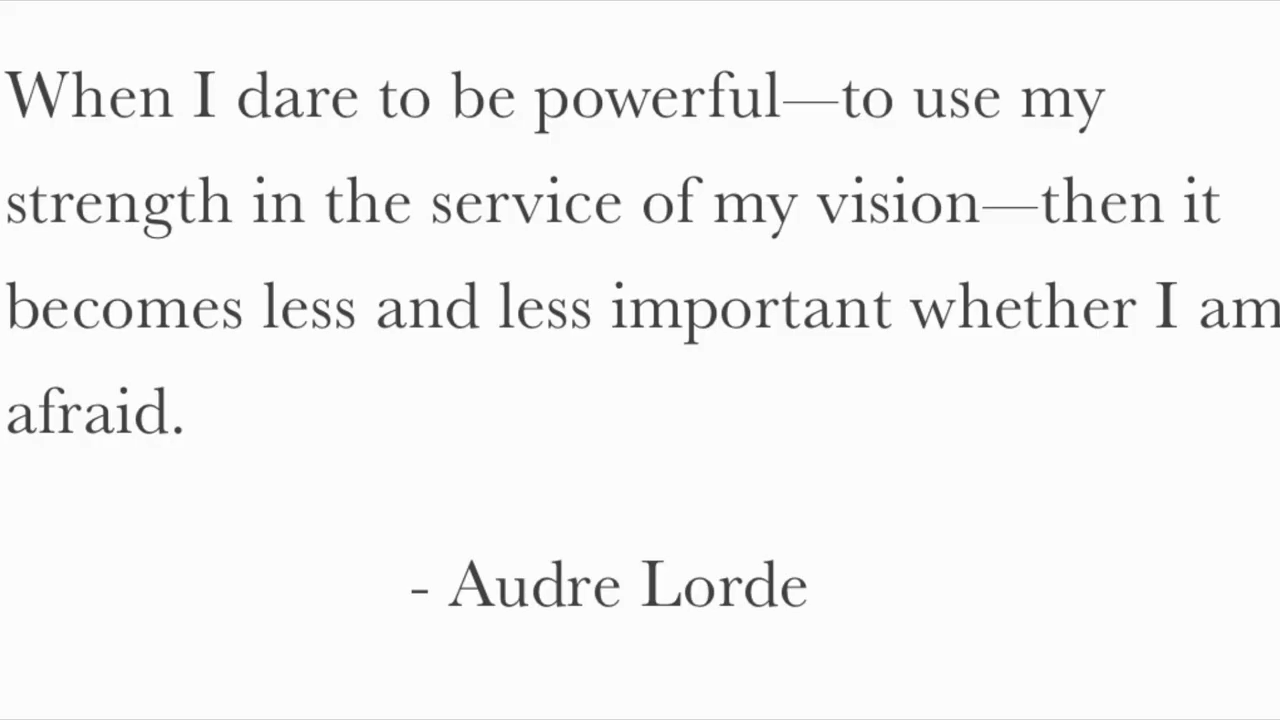 When I dare to be powerful—to use my
strength in the service of my vision—then it
becomes less and less important whether I am
afraid.
- Audre Lorde